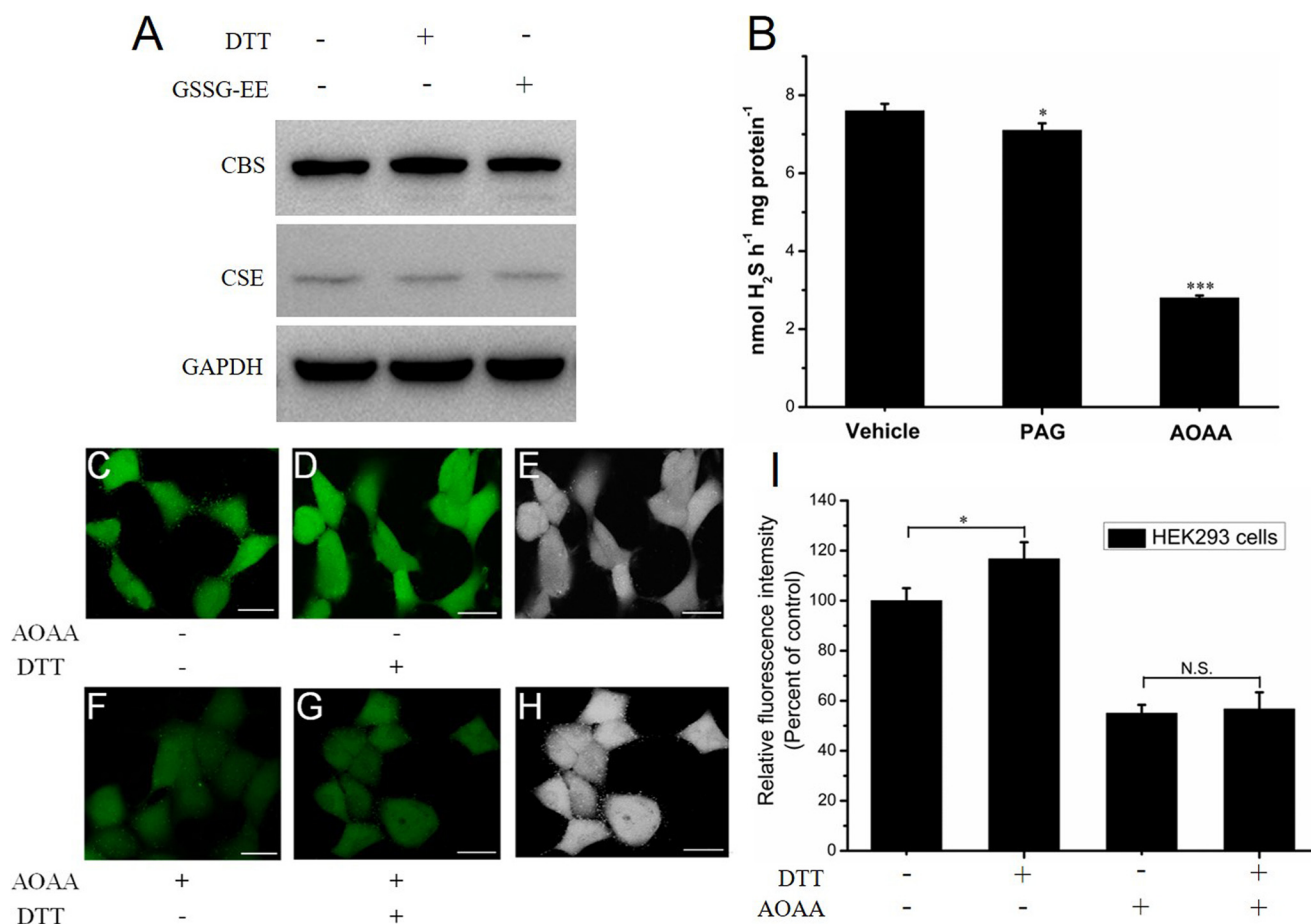 A
DTT - + -
GSSG-EE - - +
CBS
CSE
GAPDH
B
nmol H₂S h⁻¹ mg protein⁻¹
8
6
4
2
0
*
***
Vehicle PAG AOAA
C D E
AOAA - -
DTT - +
F G H
AOAA + +
DTT - +
I
Relative fluorescence intemsity
(Percent of control)
140
120
100
80
60
40
20
0
*
HEK293 cells
N.S.
DTT - + - +
AOAA - - + +